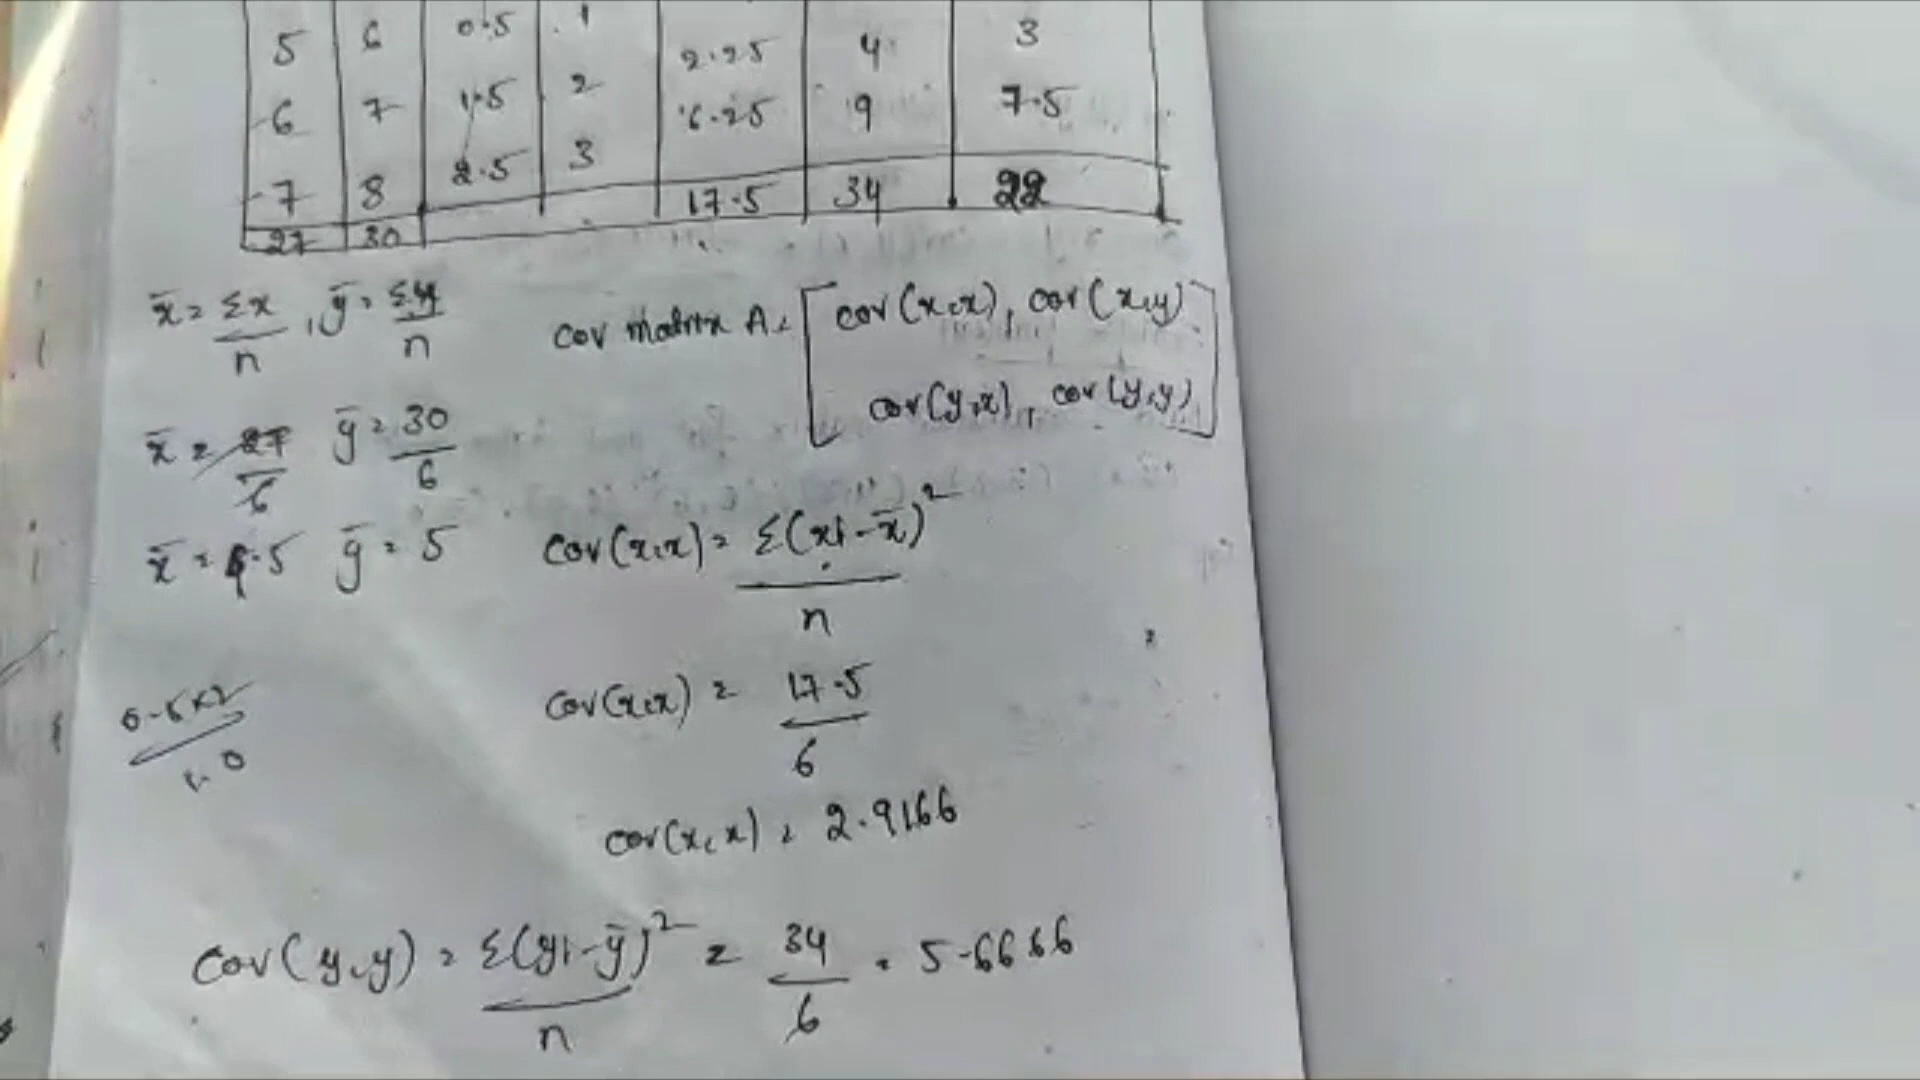 5 6 0.5 1 2.25 4 3
6 7 1.5 2 6.25 9 7.5
7 8 2.5 3 17.5 34 22
27 30
x̄ = Σx/n , ȳ = Σy/n
cov matrix A = [cov(x,x), cov(x,y)
cov(y,x), cov(y,y)]
x̄ = 27/6 ȳ = 30/6
x̄ = 4.5 ȳ = 5
cov(x,x) = Σ(xi-x̄)²/n
cov(x,x) = 17.5/6
cov(x,x) = 2.9166
cov(y,y) = Σ(yi-ȳ)²/n = 34/6 = 5.6666